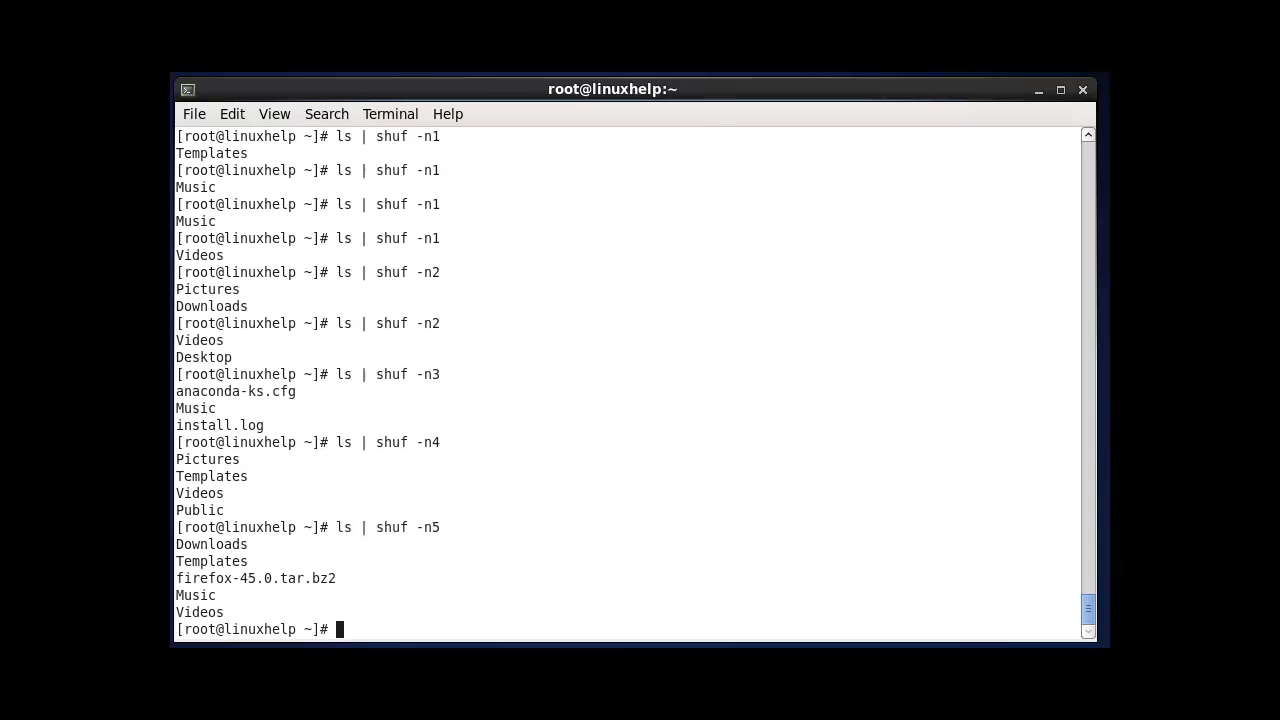 root@linuxhelp:~
File Edit View Search Terminal Help
[root@linuxhelp ~]# ls | shuf -n1
Templates
[root@linuxhelp ~]# ls | shuf -n1
Music
[root@linuxhelp ~]# ls | shuf -n1
Music
[root@linuxhelp ~]# ls | shuf -n1
Videos
[root@linuxhelp ~]# ls | shuf -n2
Pictures
Downloads
[root@linuxhelp ~]# ls | shuf -n2
Videos
Desktop
[root@linuxhelp ~]# ls | shuf -n3
anaconda-ks.cfg
Music
install.log
[root@linuxhelp ~]# ls | shuf -n4
Pictures
Templates
Videos
Public
[root@linuxhelp ~]# ls | shuf -n5
Downloads
Templates
firefox-45.0.tar.bz2
Music
Videos
[root@linuxhelp ~]#